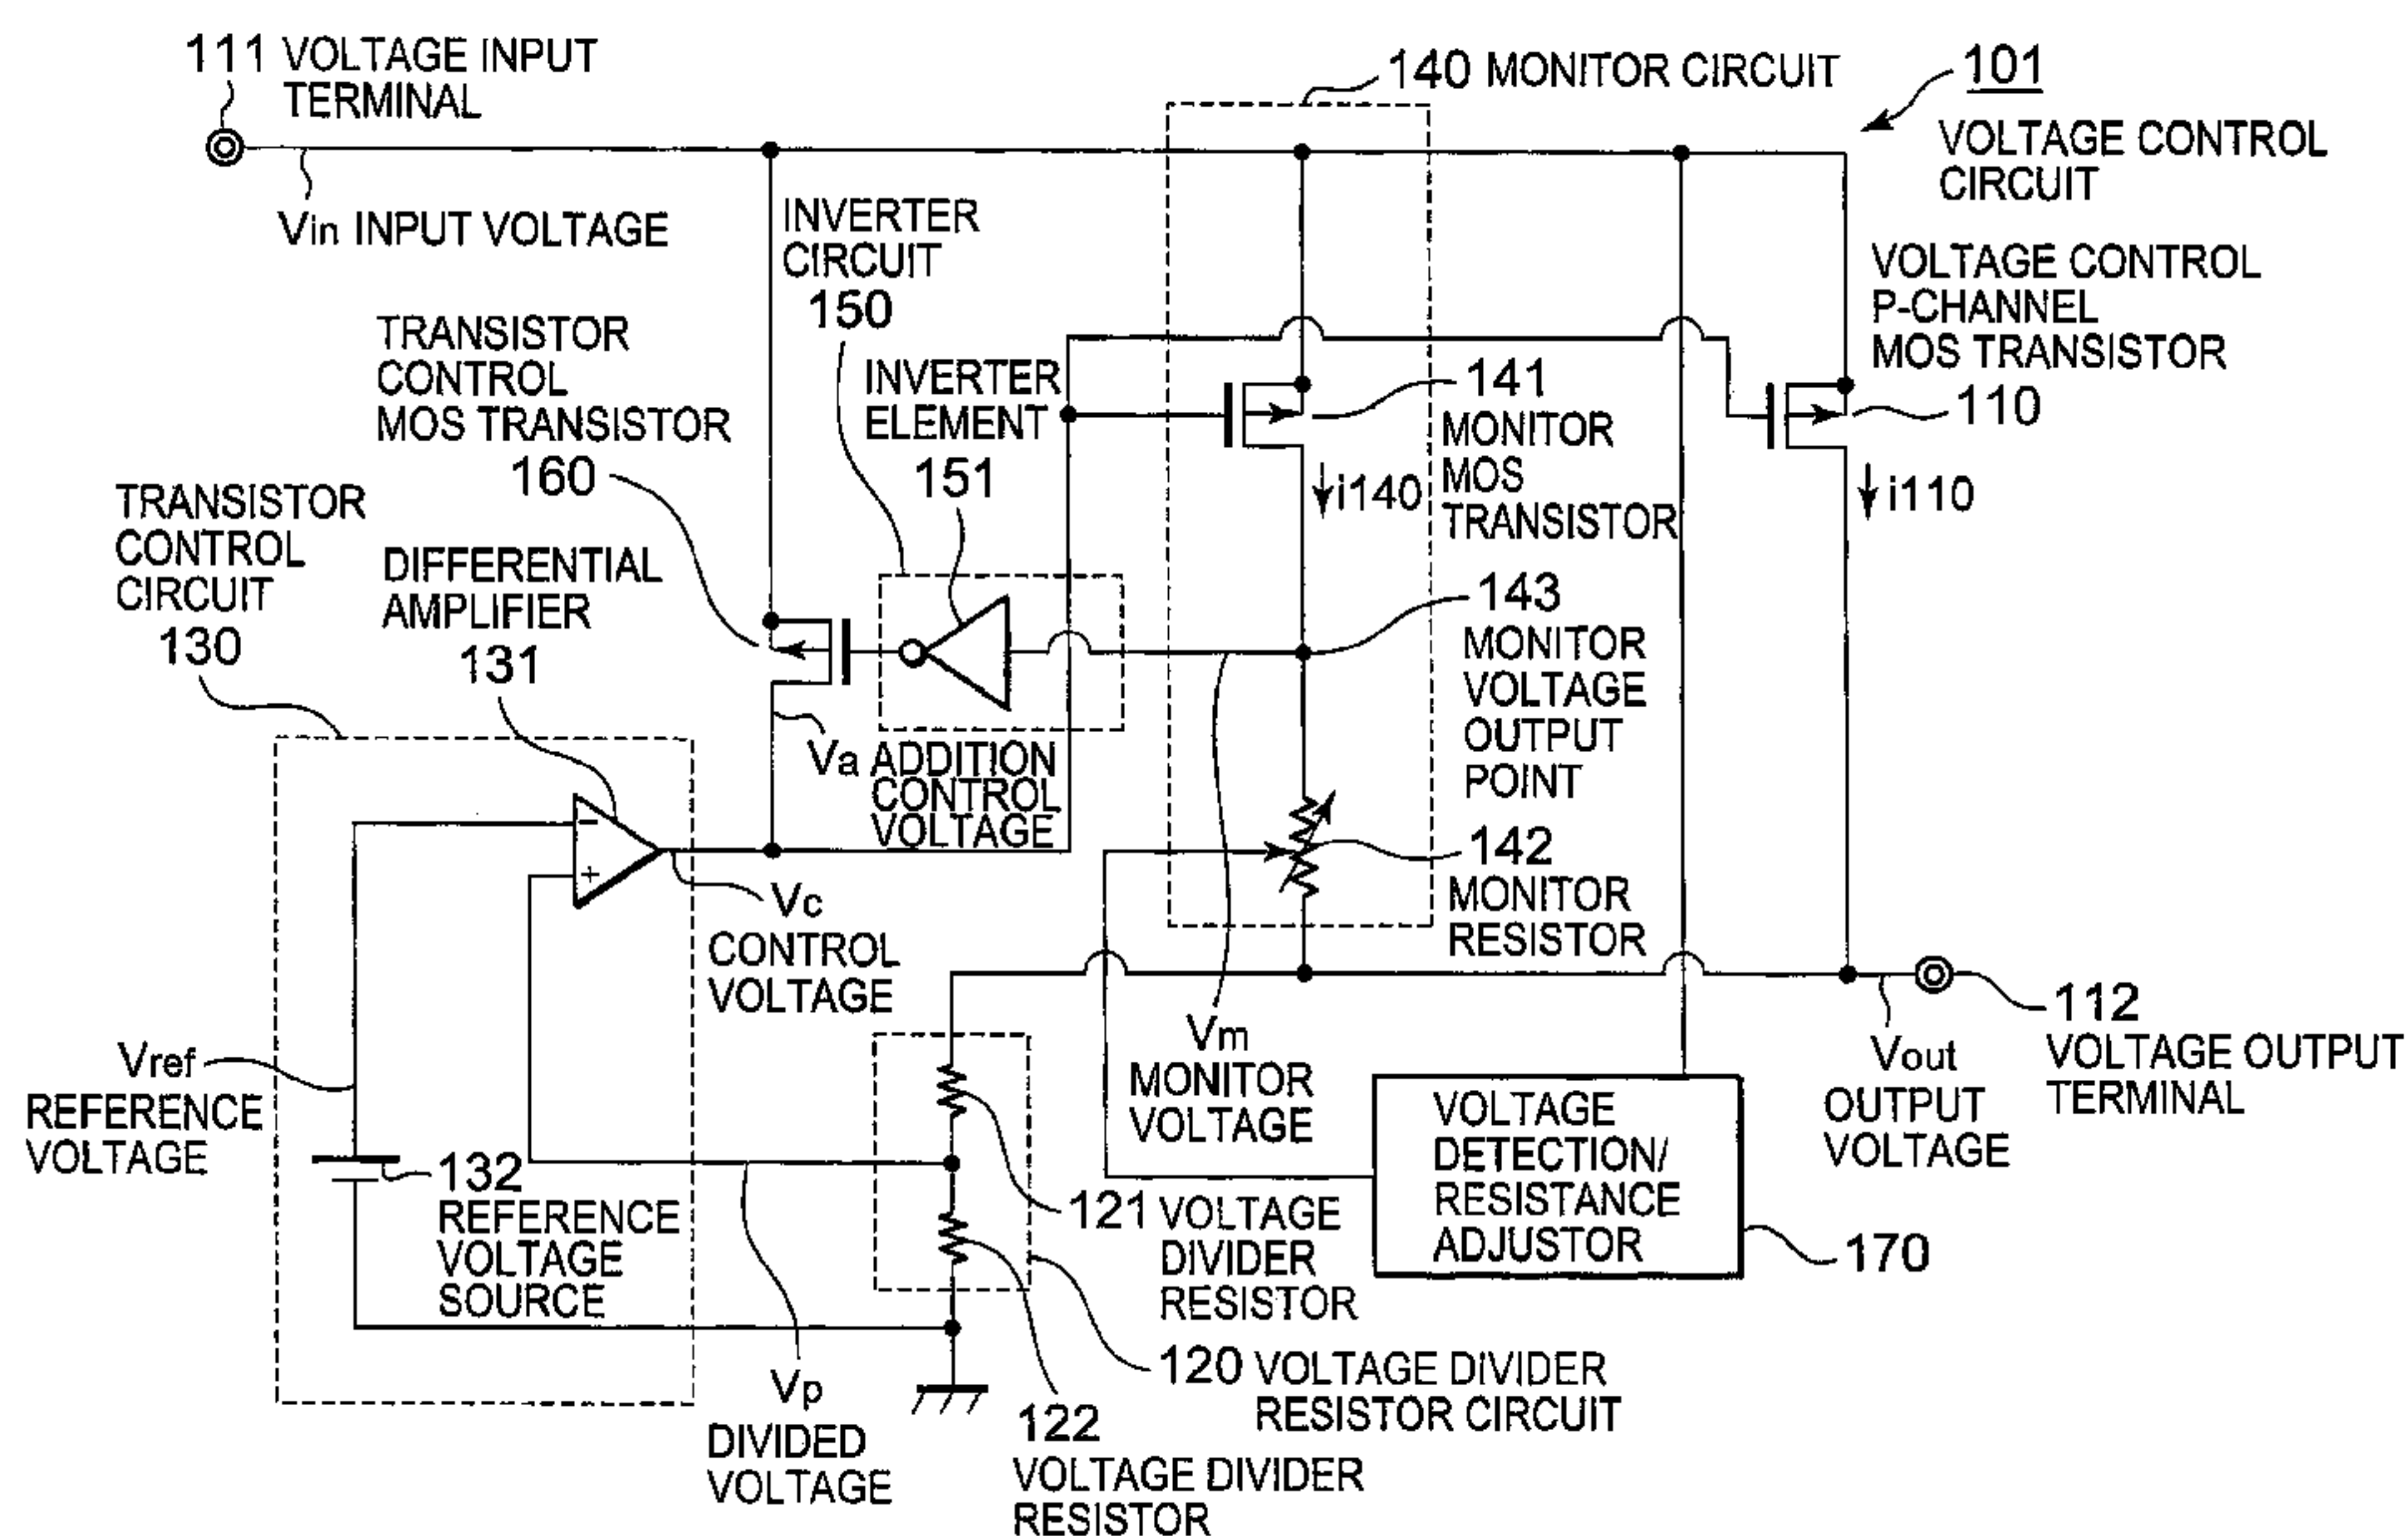 111 VOLTAGE INPUT
TERMINAL
140 MONITOR CIRCUIT
101
VOLTAGE CONTROL
CIRCUIT
Vin INPUT VOLTAGE
INVERTER
CIRCUIT
150
VOLTAGE CONTROL
P-CHANNEL
MOS TRANSISTOR
110
TRANSISTOR
CONTROL
MOS TRANSISTOR
160
INVERTER
ELEMENT
151
141
MONITOR
MOS
TRANSISTOR
i140
i110
TRANSISTOR
CONTROL
CIRCUIT
130
DIFFERENTIAL
AMPLIFIER
131
143
MONITOR
VOLTAGE
OUTPUT
POINT
Va ADDITION
CONTROL
VOLTAGE
−
+
142
MONITOR
RESISTOR
Vc
CONTROL
VOLTAGE
Vm
MONITOR
VOLTAGE
112
VOLTAGE OUTPUT
TERMINAL
Vout
OUTPUT
VOLTAGE
Vref
REFERENCE
VOLTAGE
132
REFERENCE
VOLTAGE
SOURCE
VOLTAGE
DETECTION/
RESISTANCE
ADJUSTOR
170
121 VOLTAGE
DIVIDER
RESISTOR
120 VOLTAGE DIVIDER
RESISTOR CIRCUIT
Vp
DIVIDED
VOLTAGE
122
VOLTAGE DIVIDER
RESISTOR